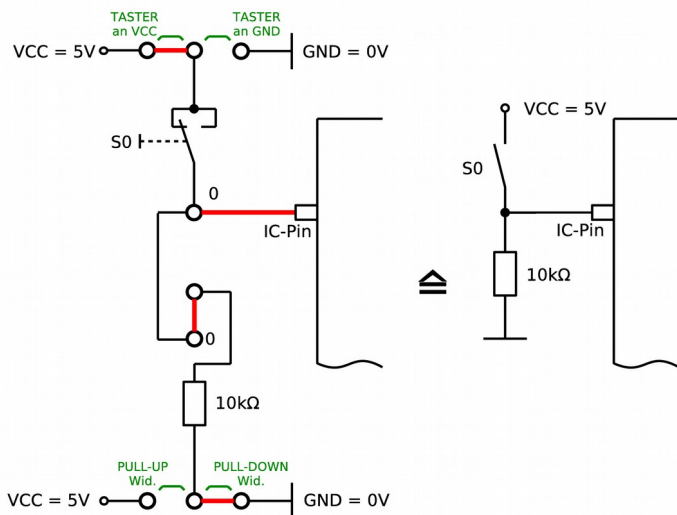 TASTER
an VCC
TASTER
an GND
VCC = 5V
GND = 0V
S0
0
IC-Pin
0
10kΩ
PULL-UP
Wid.
PULL-DOWN
Wid.
VCC = 5V
GND = 0V
VCC = 5V
S0
IC-Pin
10kΩ